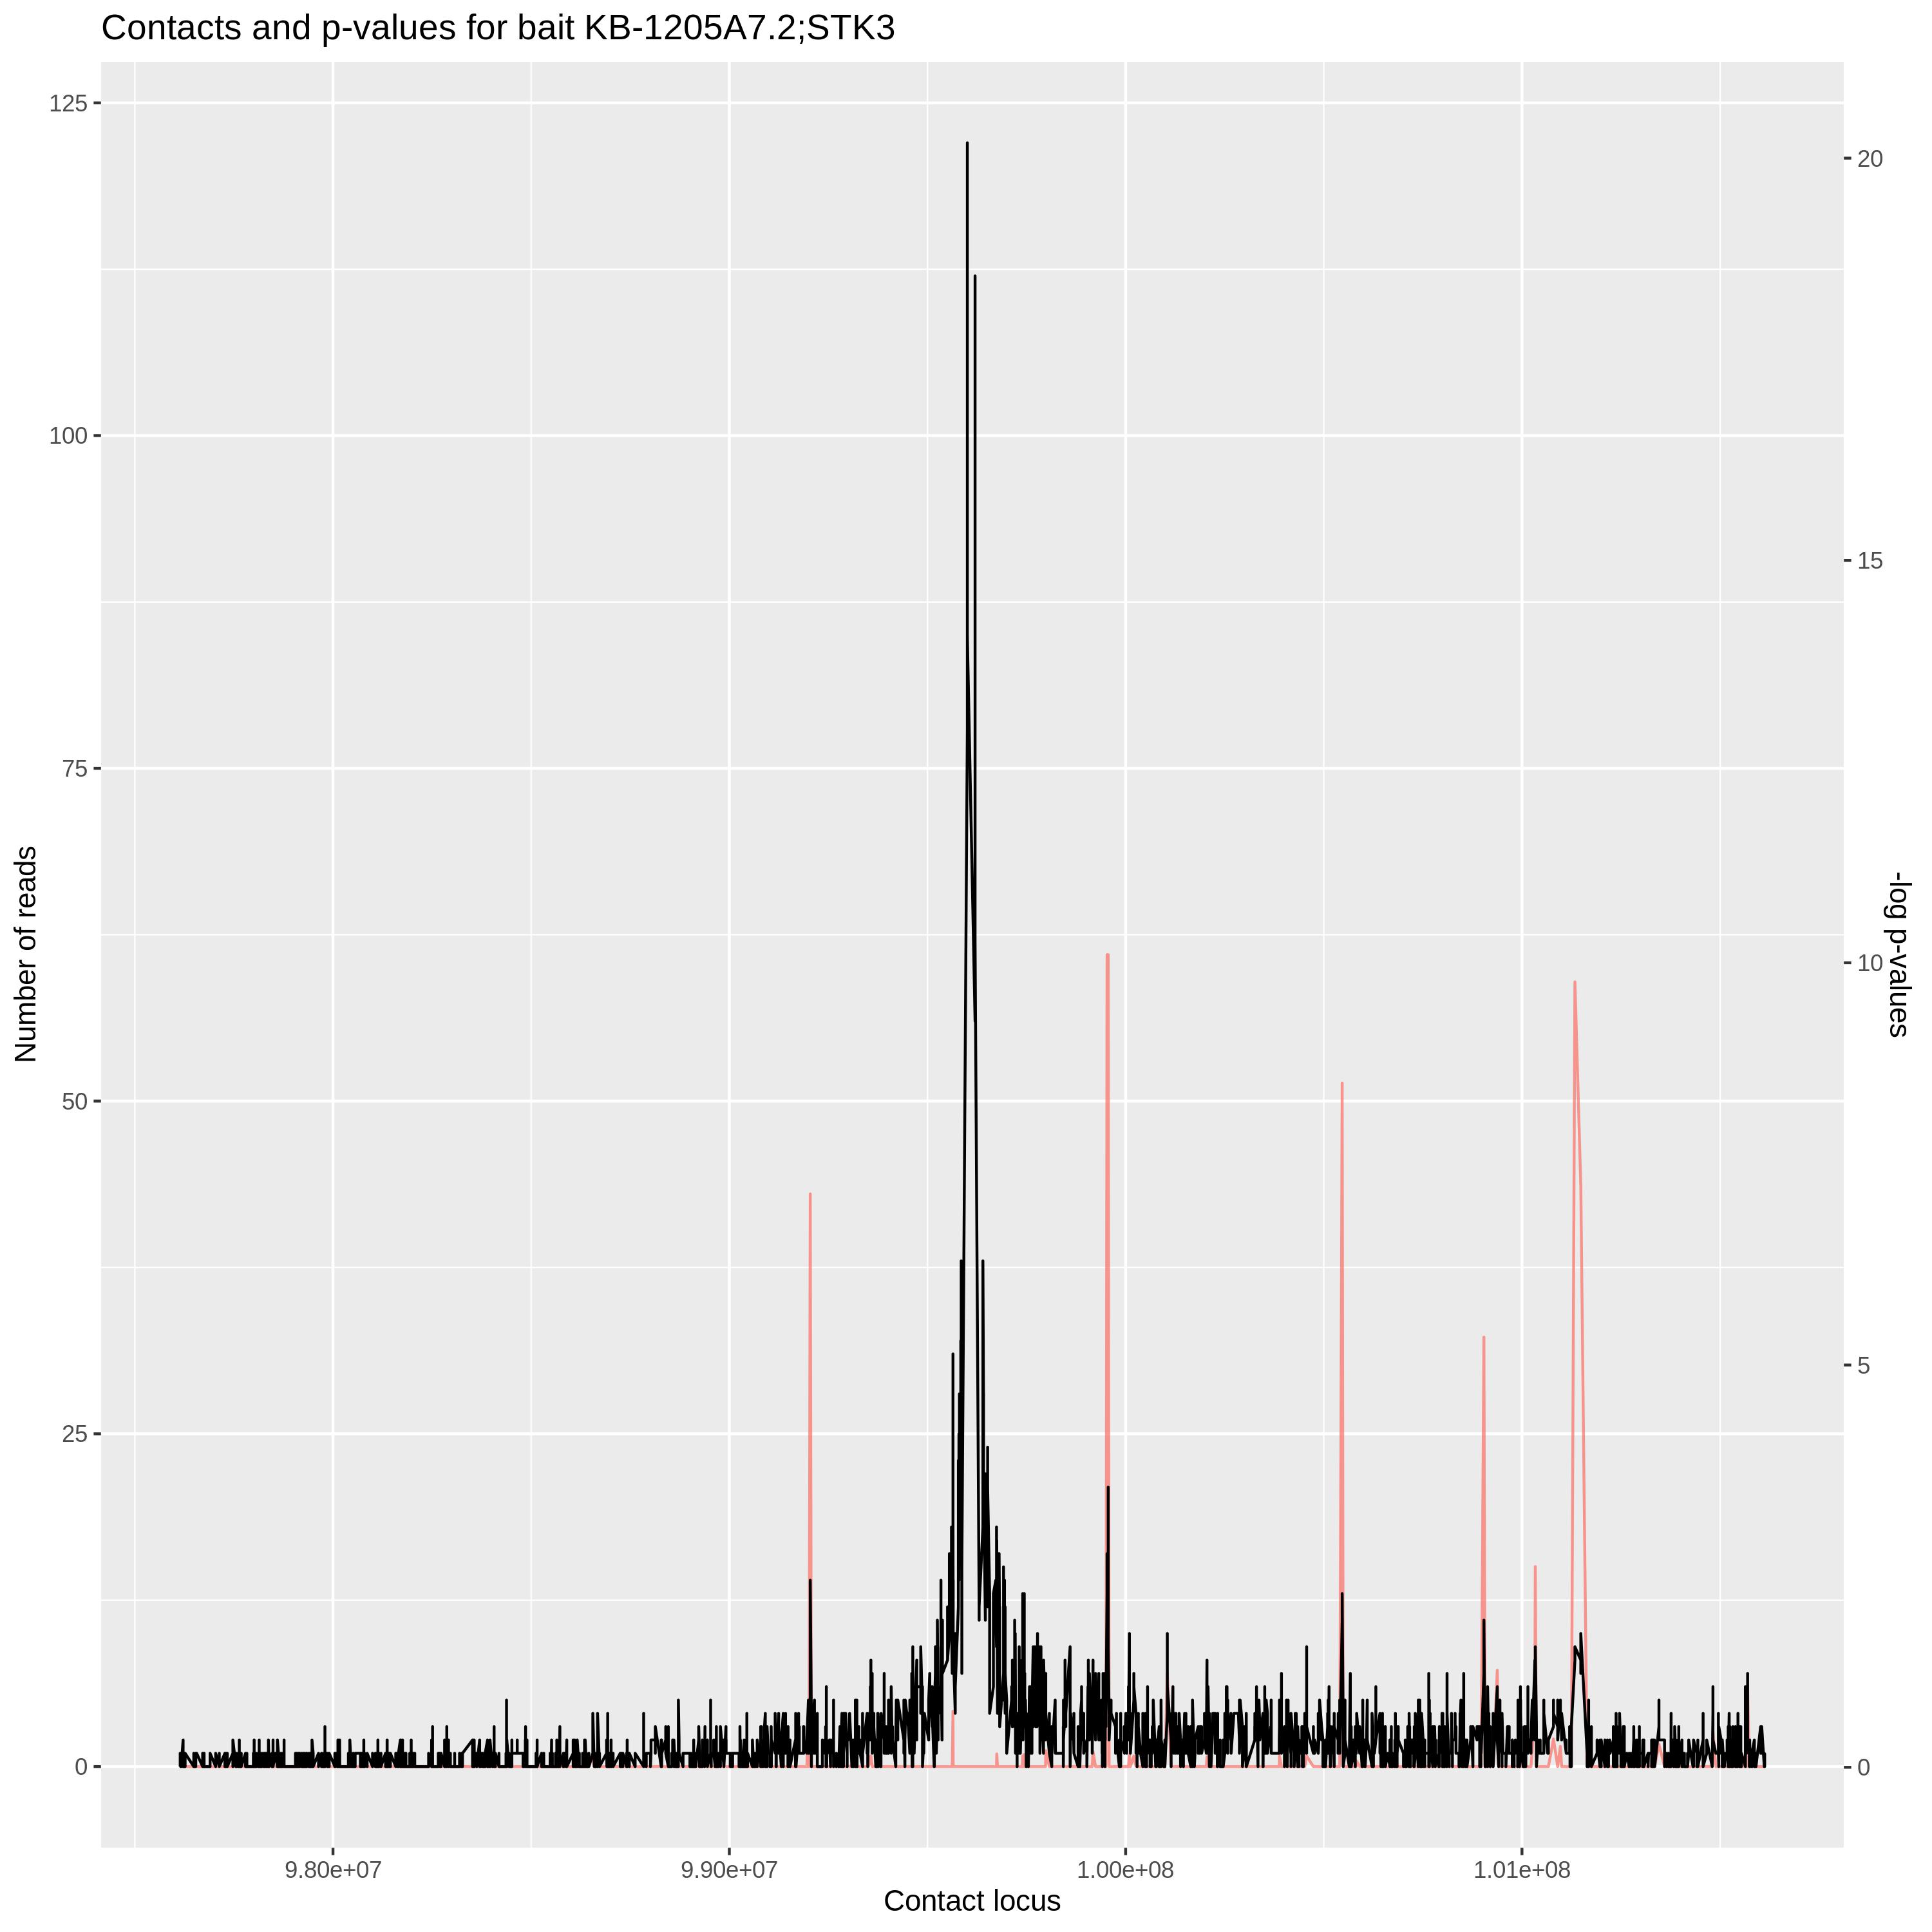 Contacts and p-values for bait KB-1205A7.2;STK3
125
100
75
50
25
0
Number of reads
20
15
10
5
0
-log p-values
9.80e+07
9.90e+07
1.00e+08
1.01e+08
Contact locus